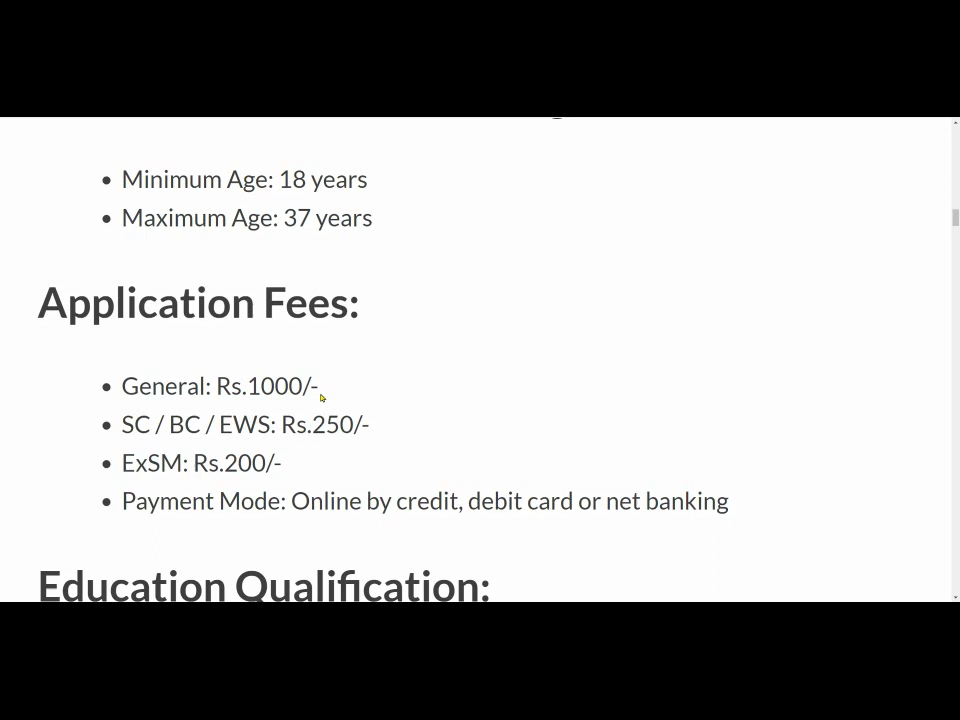 Minimum Age: 18 years
Maximum Age: 37 years
Application Fees:
General: Rs.1000/-
SC / BC / EWS: Rs.250/-
ExSM: Rs.200/-
Payment Mode: Online by credit, debit card or net banking
Education Qualification: